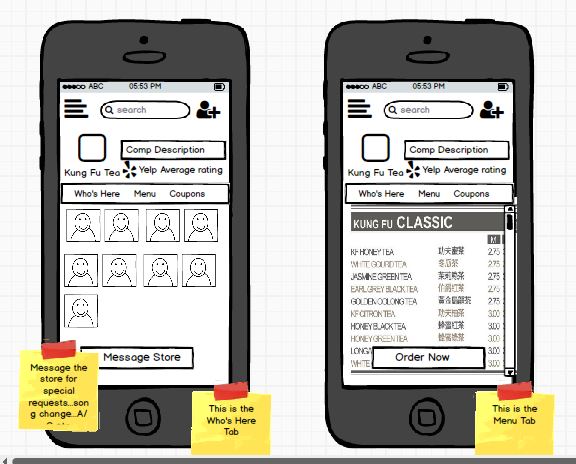 ABC 05:53 PM
search
Comp Description
Kung Fu Tea Yelp Average rating
Who's Here Menu Coupons
Message Store
Message the
store for
special
requests..son
g change..A/
This is the
Who's Here
Tab
ABC 05:53 PM
search
Comp Description
Kung Fu Tea Yelp Average rating
Who's Here Menu Coupons
KUNG FU CLASSIC
M
KF HONEY TEA 功夫蜜茶 2.75
WHITE GOURD TEA 冬瓜茶 2.75
JASMINE GREEN TEA 茉莉綠茶 2.75
EARL GREY BLACK TEA 伯爵紅茶 2.75
GOLDEN OOLONG TEA 黃金烏龍茶 2.75
KF CITRON TEA 功夫柚茶 3.00
HONEY BLACK TEA 蜂蜜紅茶 3.00
HONEY GREEN TEA 蜂蜜綠茶 3.00
3.00
WHITE 3.00
Order Now
This is the
Menu Tab